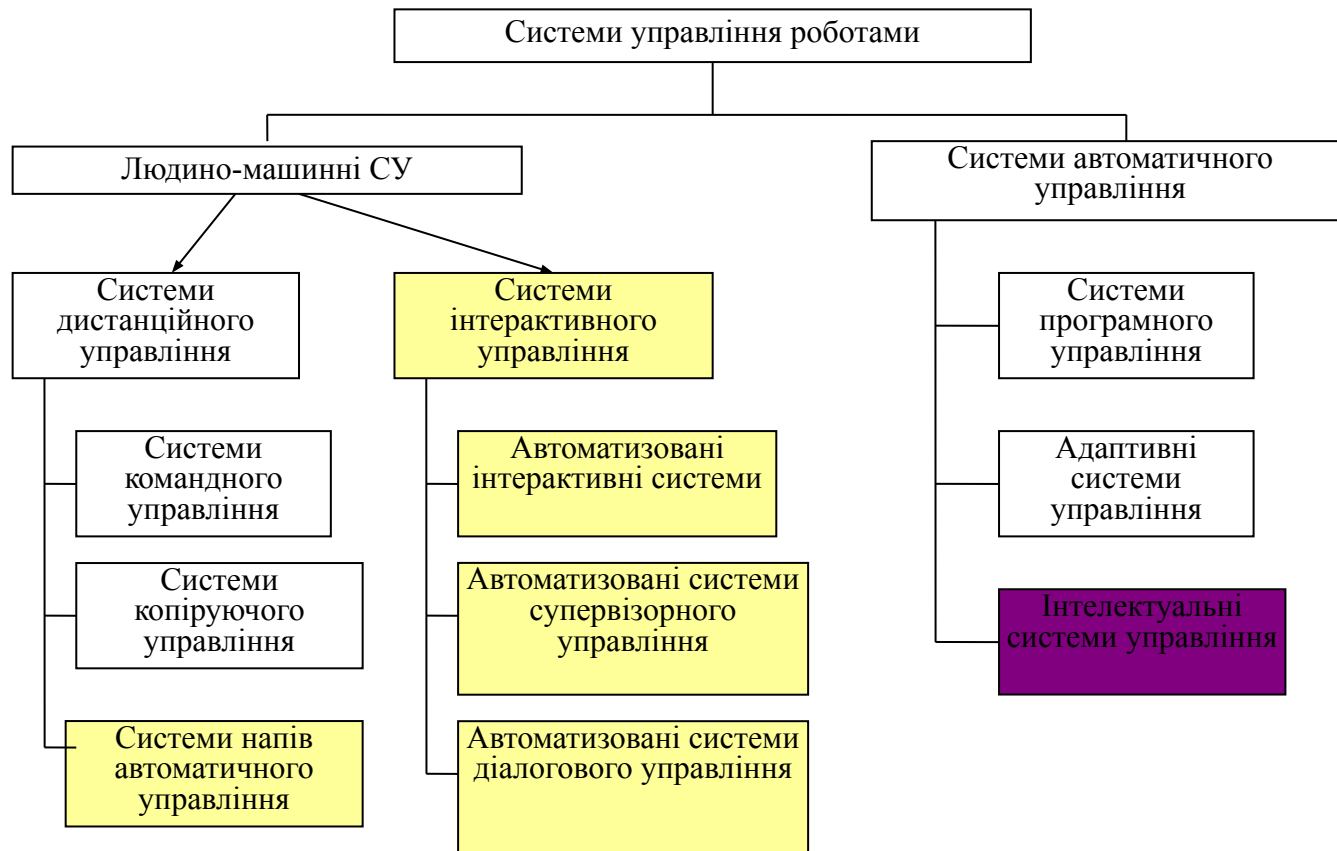 Системи управління роботами
Людино-машинні СУ
Системи автоматичного
управління
Системи
дистанційного
управління
Системи
командного
управління
Системи
копіруючого
управління
Системи напів
автоматичного
управління
Системи
інтерактивного
управління
Автоматизовані
інтерактивні системи
Автоматизовані системи
супервізорного
управління
Автоматизовані системи
діалогового управління
Системи
програмного
управління
Адаптивні
системи
управління
Інтелектуальні
системи управління